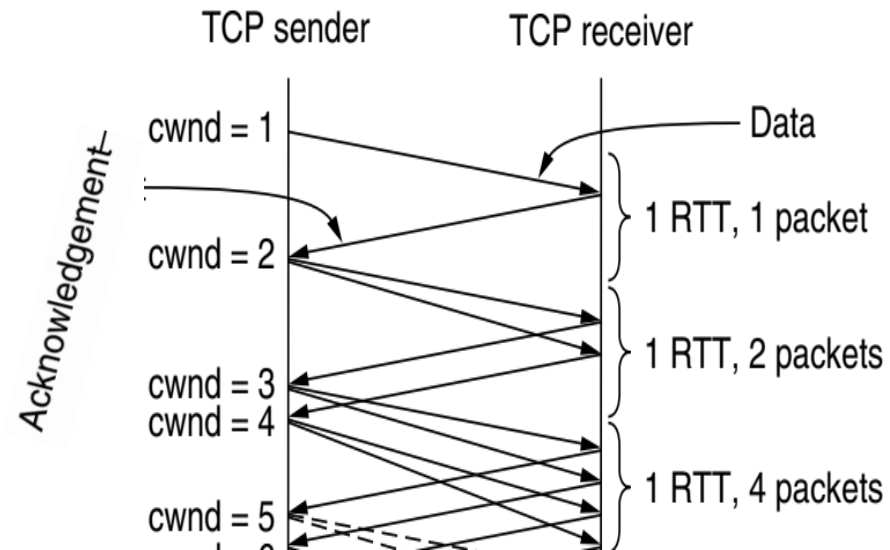 TCP sender
TCP receiver
cwnd = 1
Data
Acknowledgement
1 RTT, 1 packet
cwnd = 2
1 RTT, 2 packets
cwnd = 3
cwnd = 4
1 RTT, 4 packets
cwnd = 5